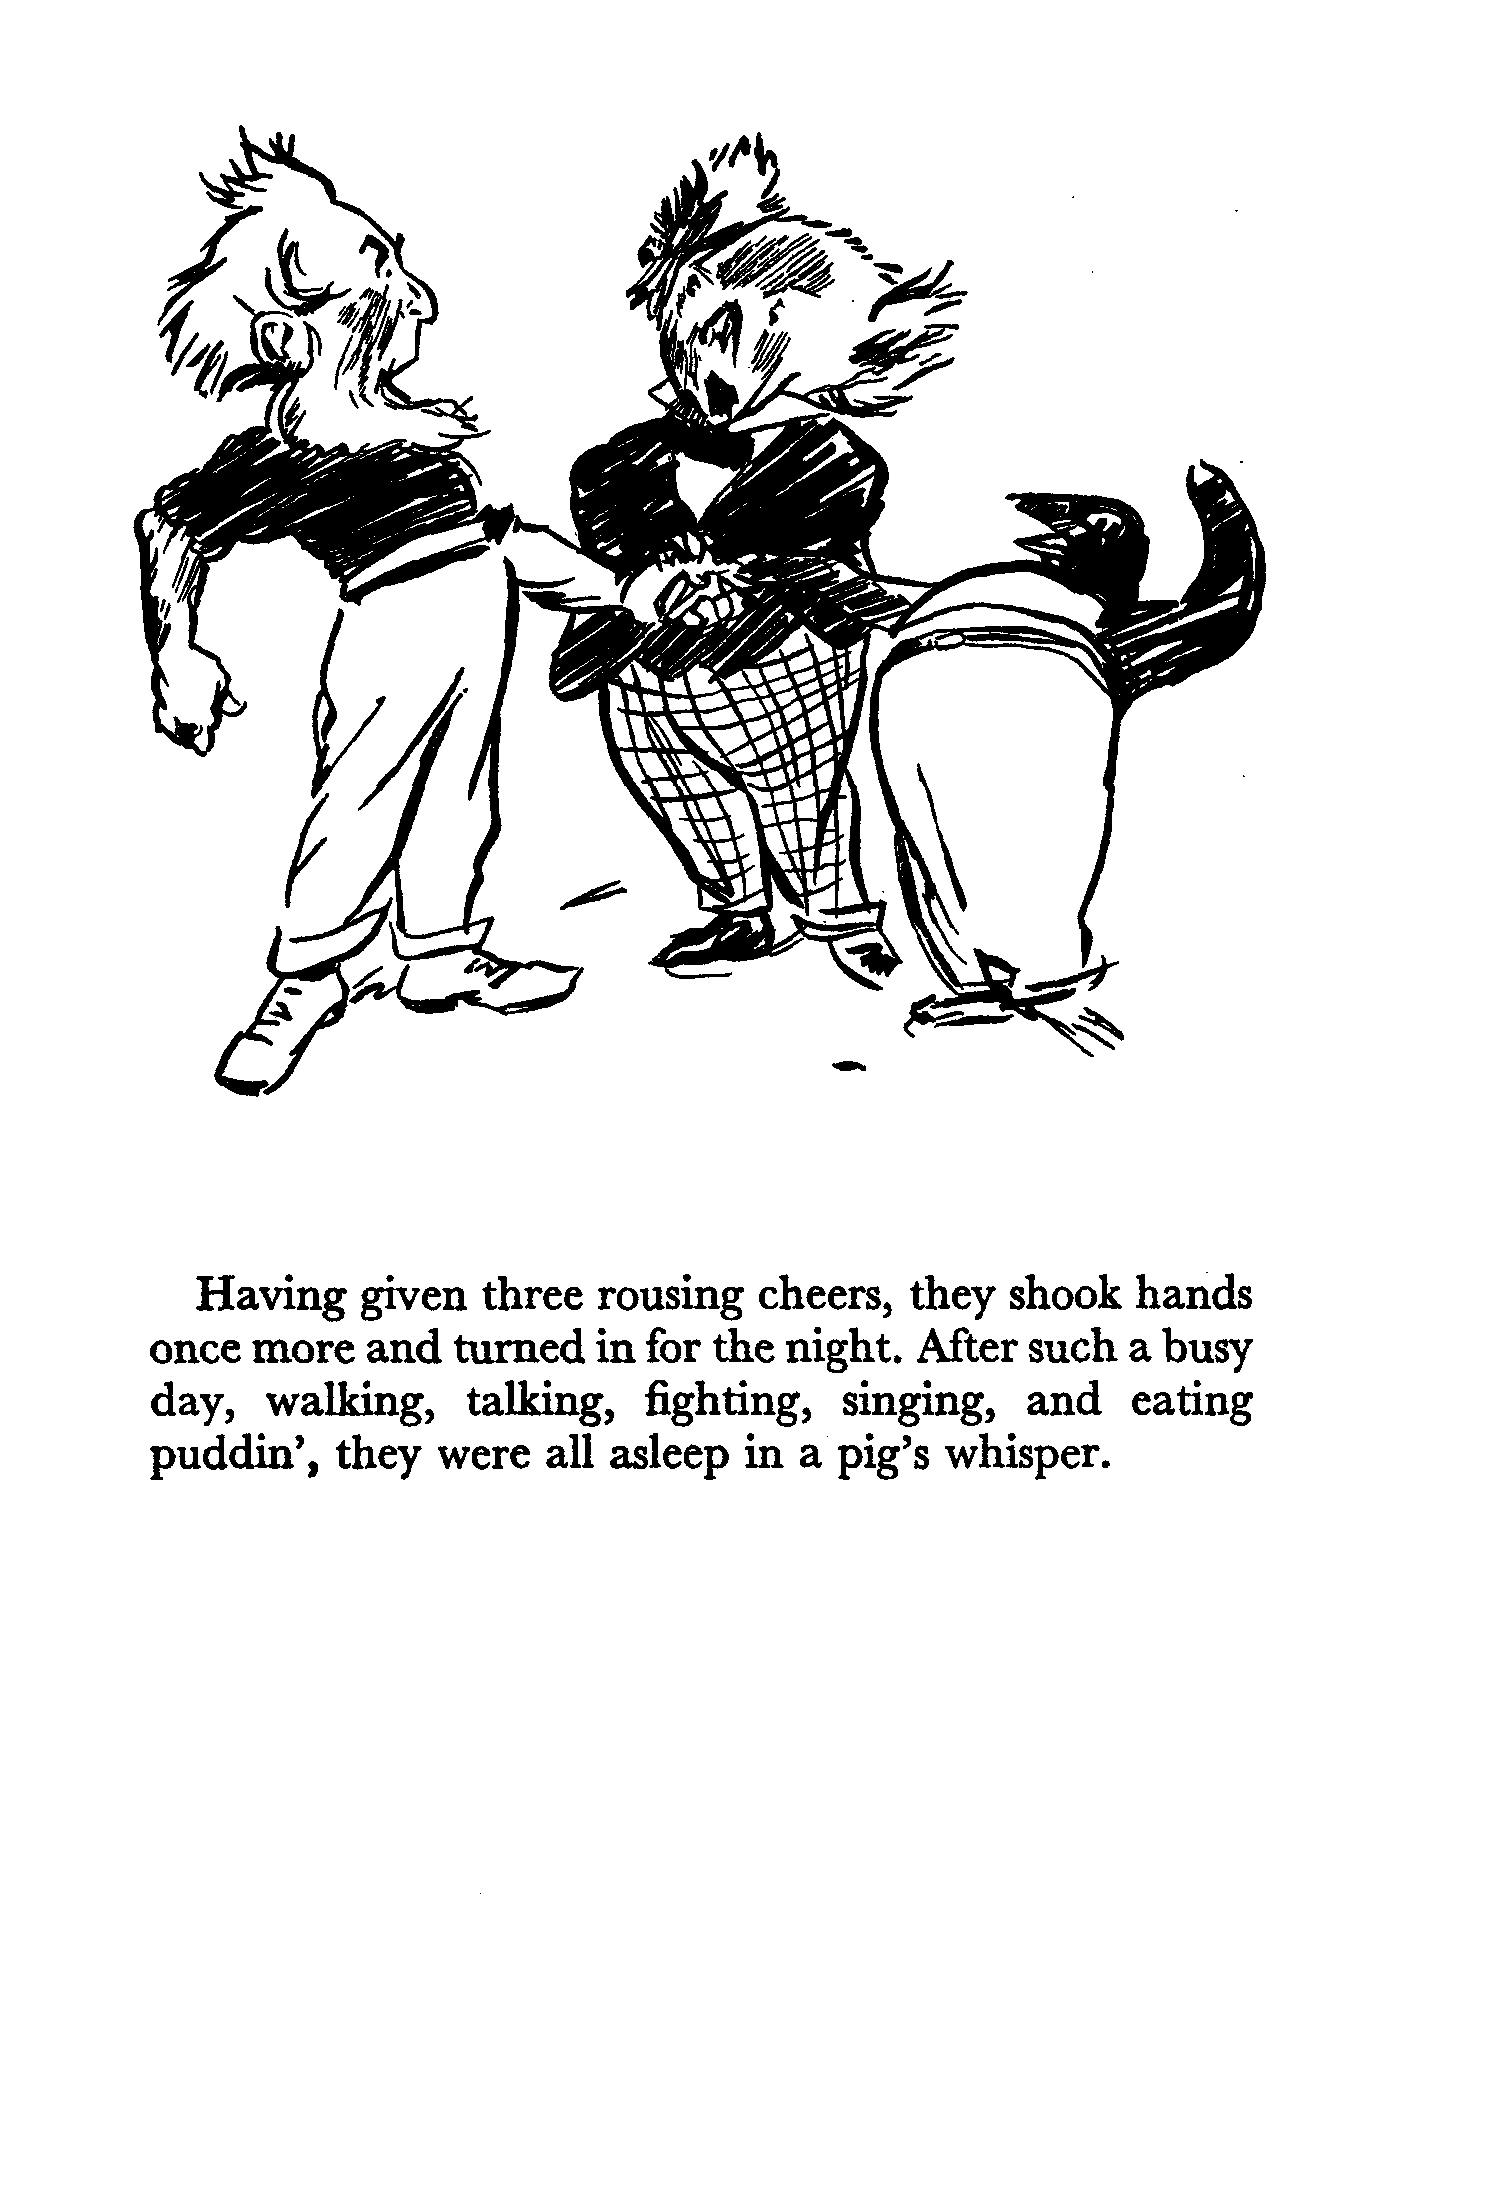 Having given three rousing cheers, they shook hands
once more and turned in for the night. After such a busy
day, walking, talking, fighting, singing, and eating
puddin’, they were all asleep in a pig’s whisper.